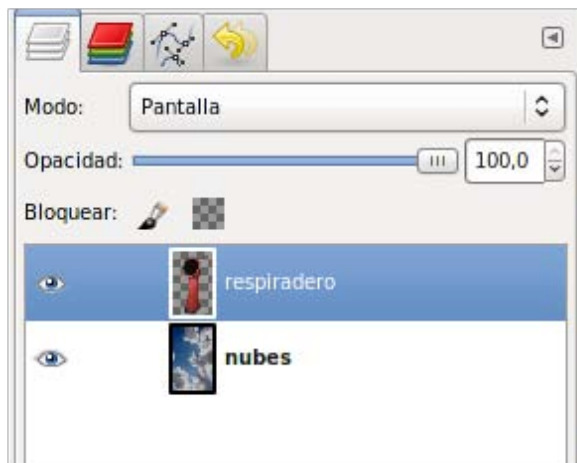 Modo: Pantalla
Opacidad: 100,0
Bloquear:
respiradero
nubes